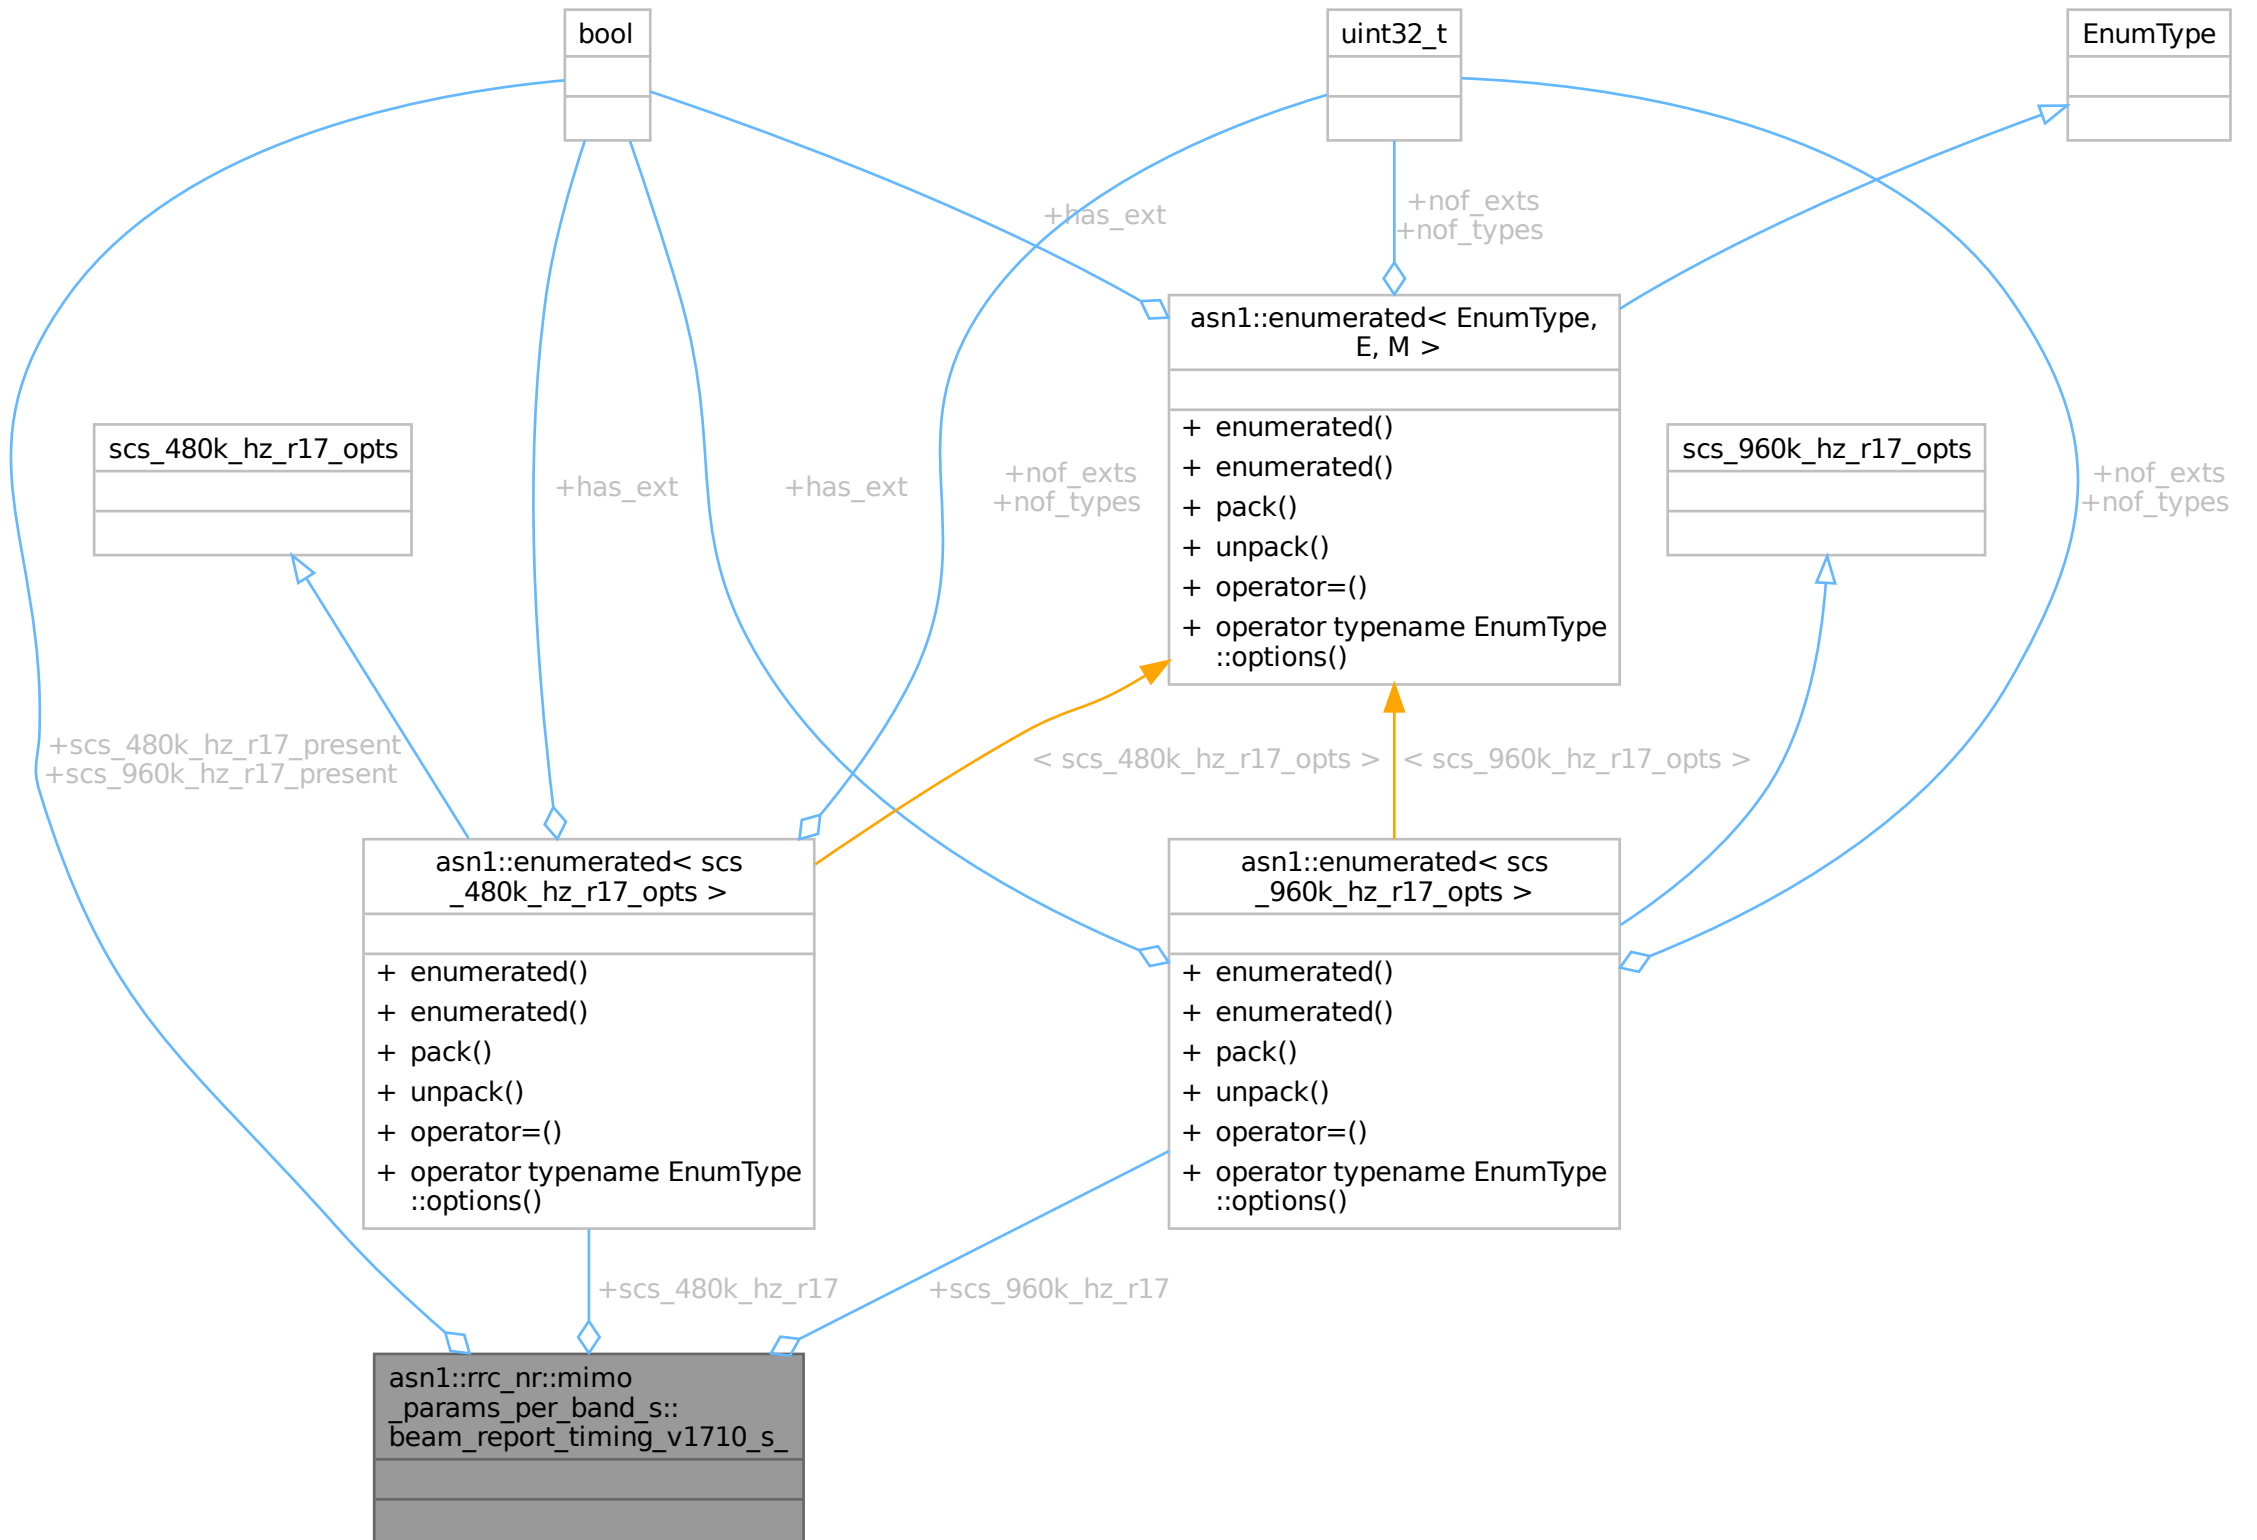 bool
uint32_t
EnumType
+has_ext
+nof_exts
+nof_types
asn1::enumerated< EnumType,
E, M >
+ enumerated()
+ enumerated()
+ pack()
+ unpack()
+ operator=()
+ operator typename EnumType
::options()
scs_480k_hz_r17_opts
scs_960k_hz_r17_opts
+has_ext
+has_ext
+nof_exts
+nof_types
+nof_exts
+nof_types
+scs_480k_hz_r17_present
+scs_960k_hz_r17_present
< scs_480k_hz_r17_opts >
< scs_960k_hz_r17_opts >
asn1::enumerated< scs
_480k_hz_r17_opts >
+ enumerated()
+ enumerated()
+ pack()
+ unpack()
+ operator=()
+ operator typename EnumType
::options()
asn1::enumerated< scs
_960k_hz_r17_opts >
+ enumerated()
+ enumerated()
+ pack()
+ unpack()
+ operator=()
+ operator typename EnumType
::options()
+scs_480k_hz_r17
+scs_960k_hz_r17
asn1::rrc_nr::mimo
_params_per_band_s::
beam_report_timing_v1710_s_